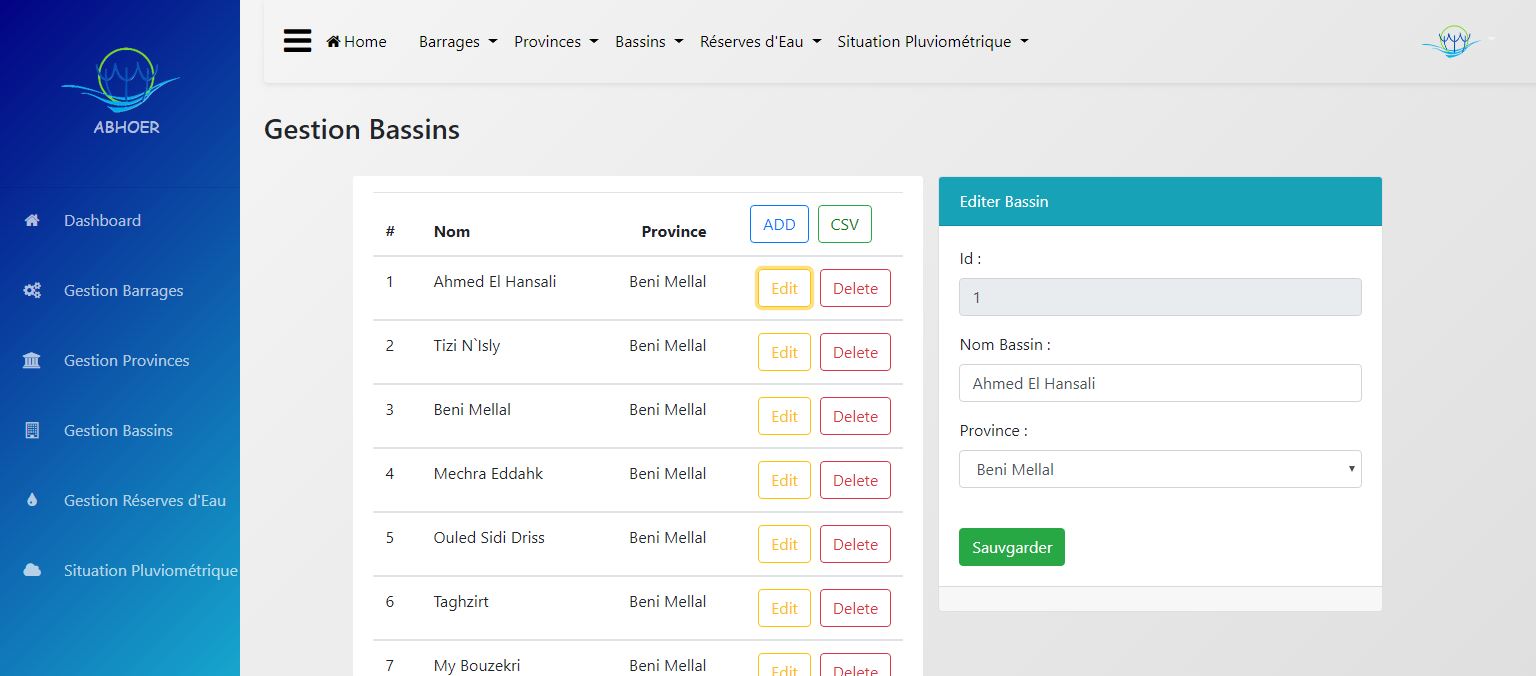 ABHOER
Dashboard
Gestion Barrages
Gestion Provinces
Gestion Bassins
Gestion Réserves d'Eau
Situation Pluviométrique
Home Barrages Provinces Bassins Réserves d'Eau Situation Pluviométrique
Gestion Bassins
# Nom Province ADD CSV
1 Ahmed El Hansali Beni Mellal Edit Delete
2 Tizi N`Isly Beni Mellal Edit Delete
3 Beni Mellal Beni Mellal Edit Delete
4 Mechra Eddahk Beni Mellal Edit Delete
5 Ouled Sidi Driss Beni Mellal Edit Delete
6 Taghzirt Beni Mellal Edit Delete
7 My Bouzekri Beni Mellal Edit Delete
Editer Bassin
Id :
1
Nom Bassin :
Ahmed El Hansali
Province :
Beni Mellal
Sauvgarder